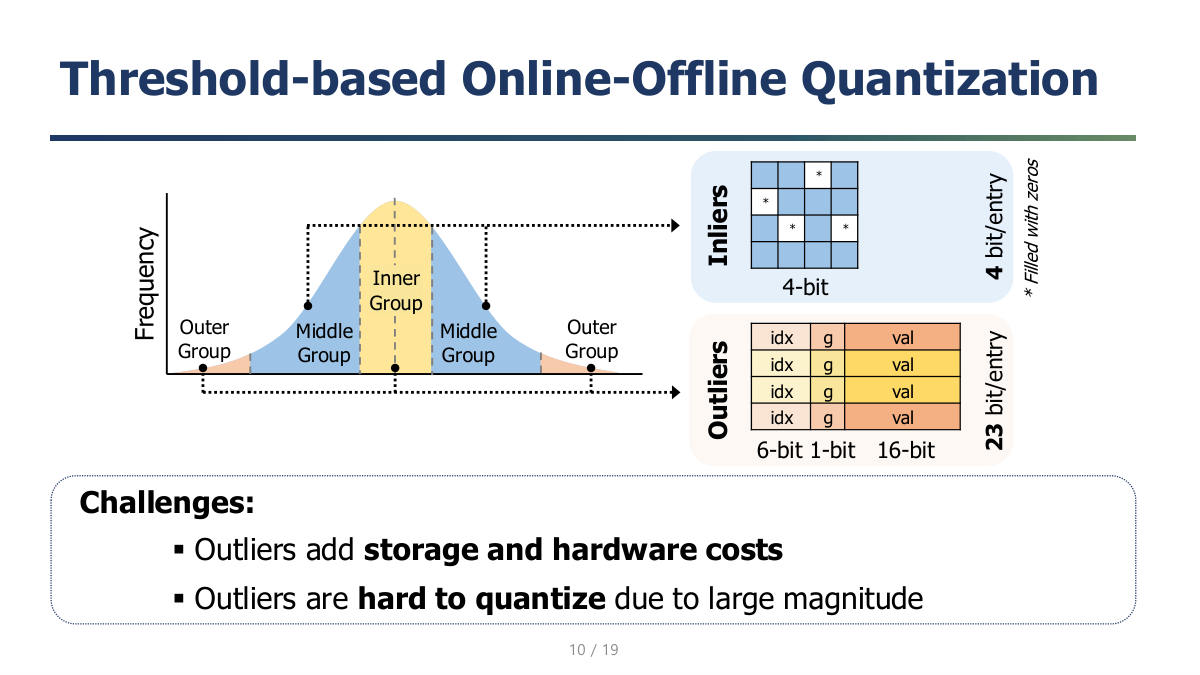 Threshold-based Online-Offline Quantization
Frequency
Outer
Group
Middle
Group
Inner
Group
Middle
Group
Outer
Group
Inliers
*
*
*
*
4-bit
4 bit/entry
* Filled with zeros
Outliers
idx g val
idx g val
idx g val
idx g val
6-bit 1-bit 16-bit
23 bit/entry
Challenges:
▪ Outliers add storage and hardware costs
▪ Outliers are hard to quantize due to large magnitude
10 / 19